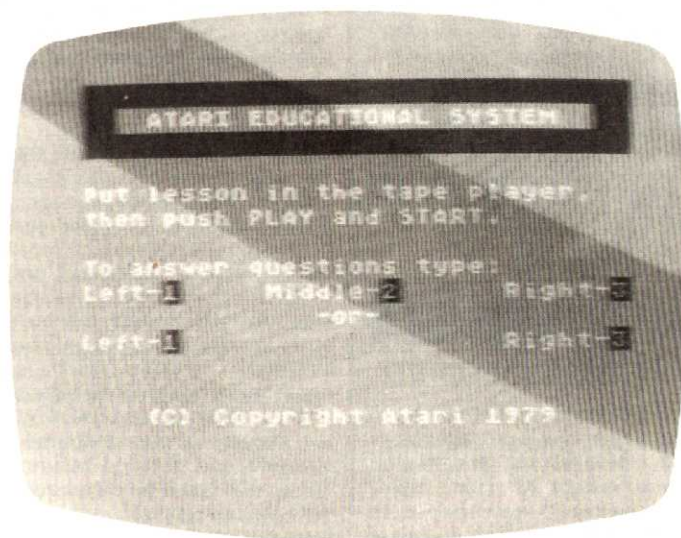 ATARI EDUCATIONAL SYSTEM
Put lesson in the tape player,
then push PLAY and START.
To answer questions type:
Left-1 Middle-2 Right-3
-or-
Left-1 Right-3
(C) Copyright Atari 1979